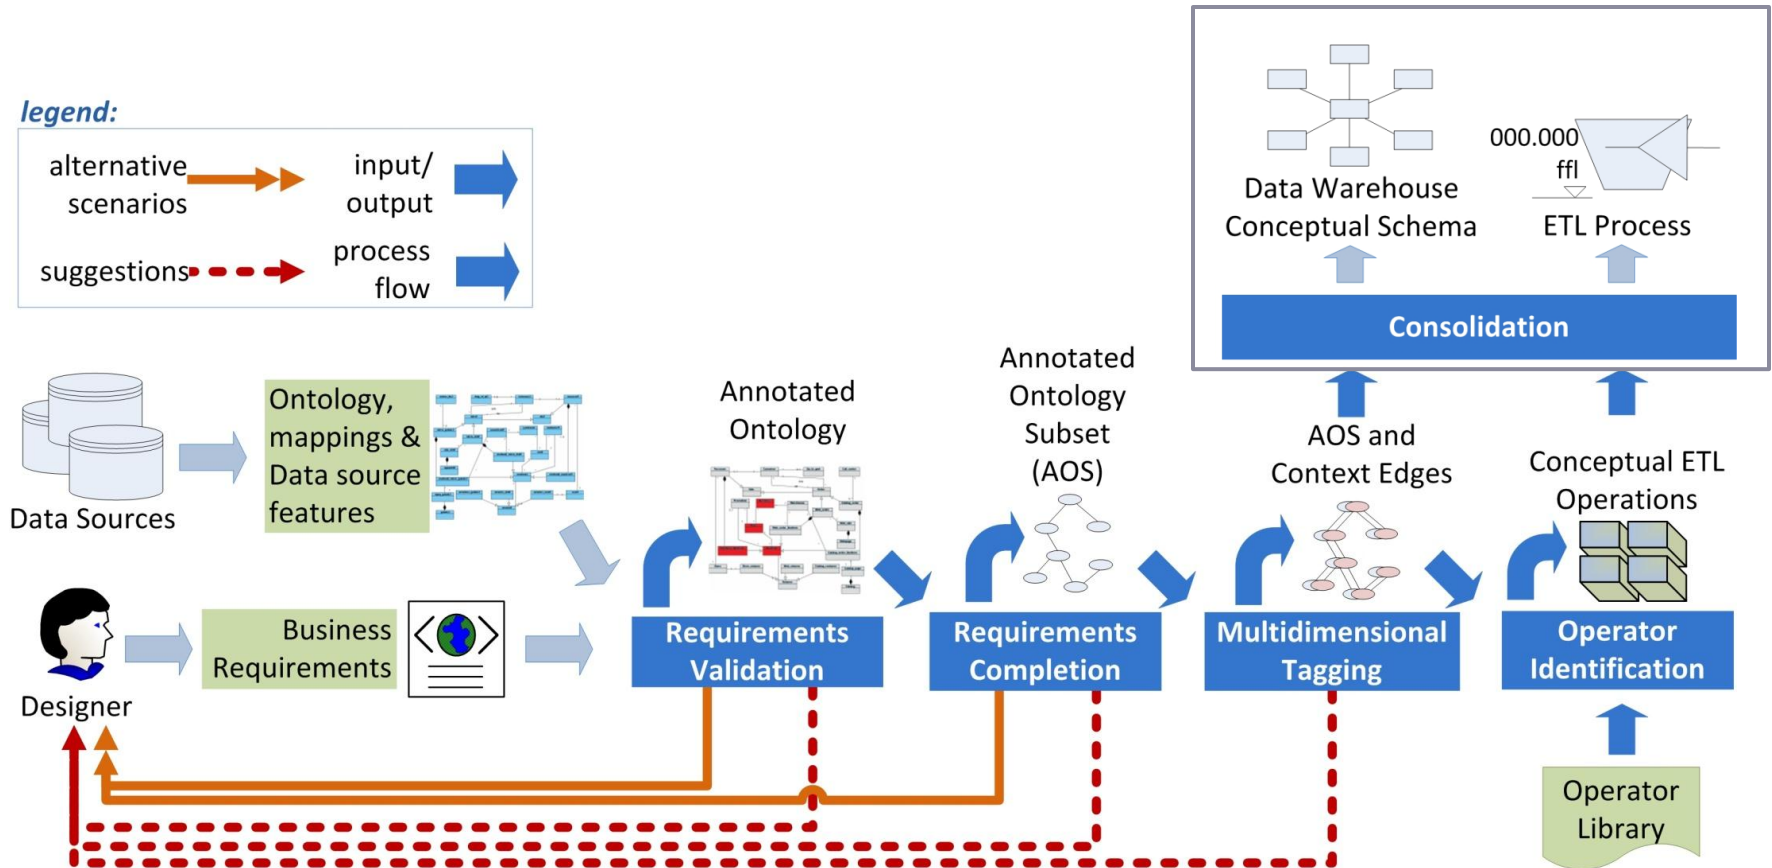 legend:
alternative
scenarios
input/
output
suggestions
process
flow
000.000
ffl
Data Warehouse
Conceptual Schema
ETL Process
Consolidation
Data Sources
Ontology,
mappings &
Data source
features
Annotated
Ontology
Annotated
Ontology
Subset
(AOS)
AOS and
Context Edges
Conceptual ETL
Operations
Designer
Business
Requirements
Requirements
Validation
Requirements
Completion
Multidimensional
Tagging
Operator
Identification
Operator
Library